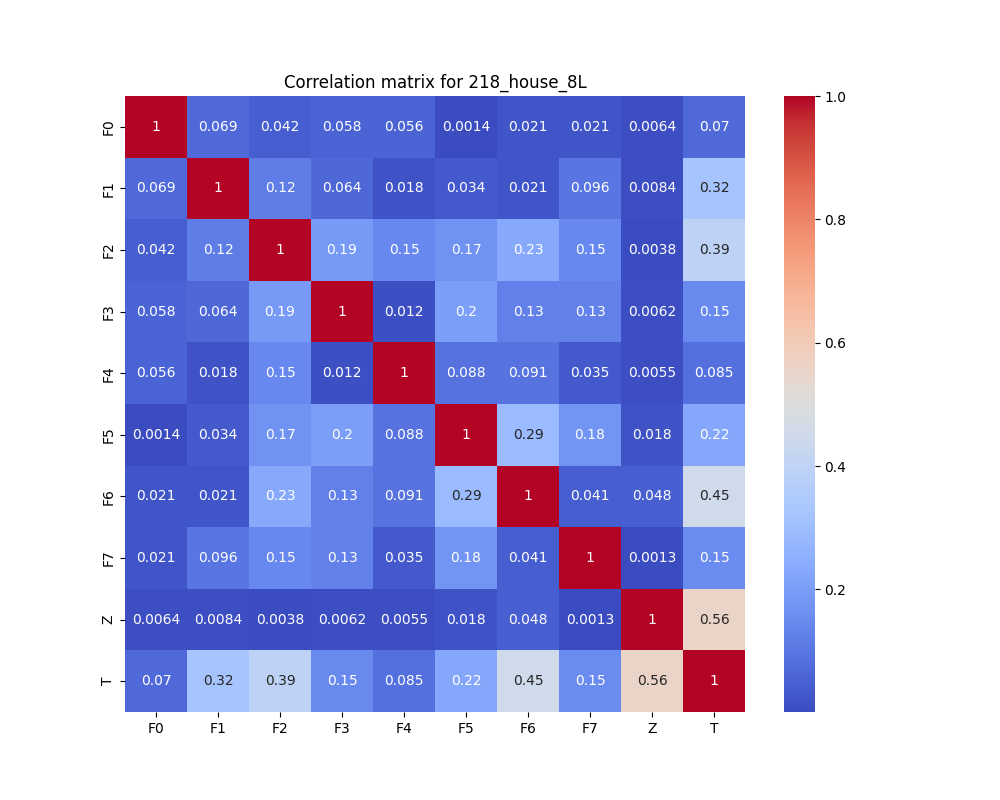 Correlation matrix for 218_house_8L
F0 1 0.069 0.042 0.058 0.056 0.0014 0.021 0.021 0.0064 0.07
F1 0.069 1 0.12 0.064 0.018 0.034 0.021 0.096 0.0084 0.32
F2 0.042 0.12 1 0.19 0.15 0.17 0.23 0.15 0.0038 0.39
F3 0.058 0.064 0.19 1 0.012 0.2 0.13 0.13 0.0062 0.15
F4 0.056 0.018 0.15 0.012 1 0.088 0.091 0.035 0.0055 0.085
F5 0.0014 0.034 0.17 0.2 0.088 1 0.29 0.18 0.018 0.22
F6 0.021 0.021 0.23 0.13 0.091 0.29 1 0.041 0.048 0.45
F7 0.021 0.096 0.15 0.13 0.035 0.18 0.041 1 0.0013 0.15
Z 0.0064 0.0084 0.0038 0.0062 0.0055 0.018 0.048 0.0013 1 0.56
T 0.07 0.32 0.39 0.15 0.085 0.22 0.45 0.15 0.56 1
F0 F1 F2 F3 F4 F5 F6 F7 Z T
1.0
0.8
0.6
0.4
0.2